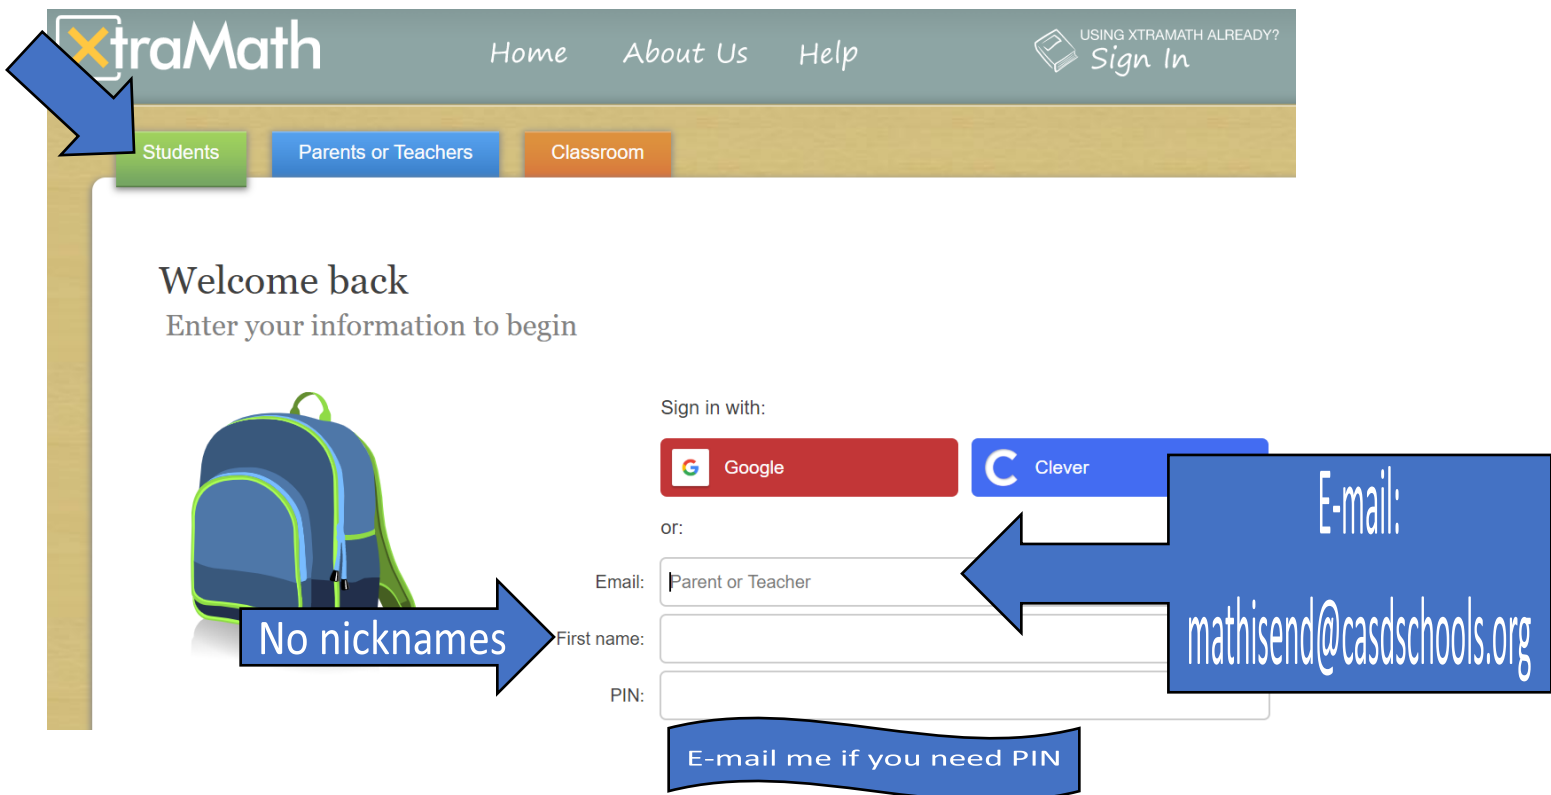 XtraMath
Home About Us Help
USING XTRAMATH ALREADY?
Sign In
Students Parents or Teachers Classroom
Welcome back
Enter your information to begin
Sign in with:
G Google C Clever
or:
Email: Parent or Teacher
First name:
PIN:
No nicknames
E-mail:
mathisend@casdschools.org
E-mail me if you need PIN